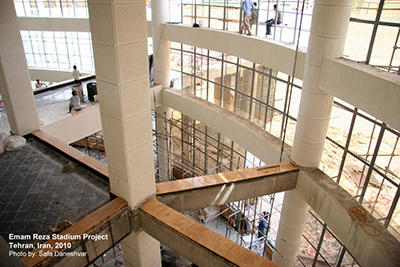 Emam Reza Stadium Project
Tehran, Iran, 2010
Photo by: Safa Daneshvar